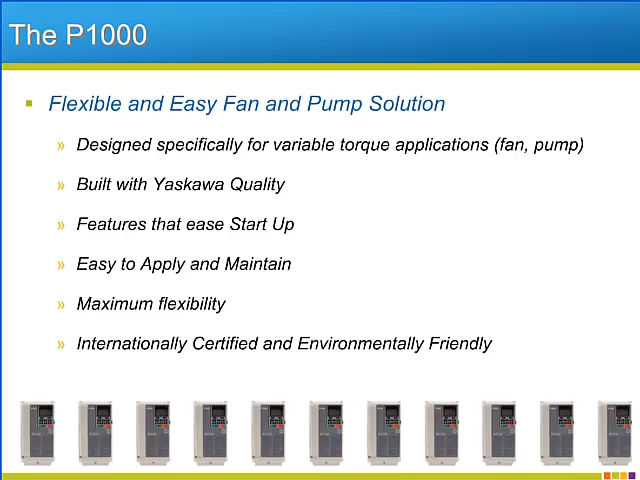 The P1000
Flexible and Easy Fan and Pump Solution
» Designed specifically for variable torque applications (fan, pump)
» Built with Yaskawa Quality
» Features that ease Start Up
» Easy to Apply and Maintain
» Maximum flexibility
» Internationally Certified and Environmentally Friendly